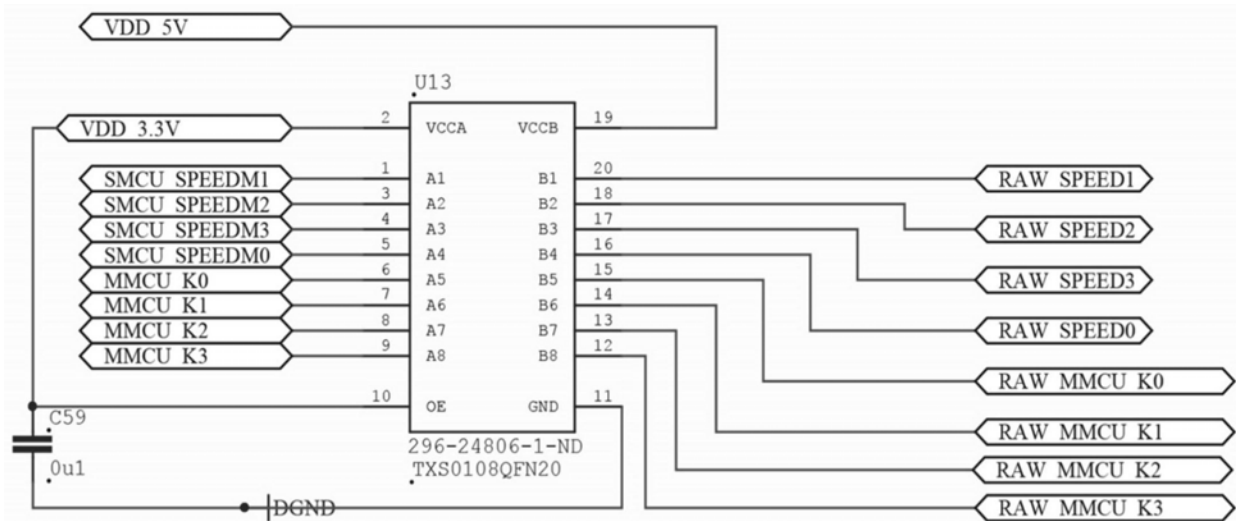 VDD 5V
U13
VDD 3.3V 2 VCCA VCCB 19
SMCU SPEEDM1 1 A1 B1 20 RAW SPEED1
SMCU SPEEDM2 3 A2 B2 18
SMCU SPEEDM3 4 A3 B3 17 RAW SPEED2
SMCU SPEEDM0 5 A4 B4 16
MMCU K0 6 A5 B5 15 RAW SPEED3
MMCU K1 7 A6 B6 14
MMCU K2 8 A7 B7 13 RAW SPEED0
MMCU K3 9 A8 B8 12
RAW MMCU K0
10 OE GND 11
C59
RAW MMCU K1
296-24806-1-ND
0u1 TXS0108QFN20 RAW MMCU K2
DGND RAW MMCU K3